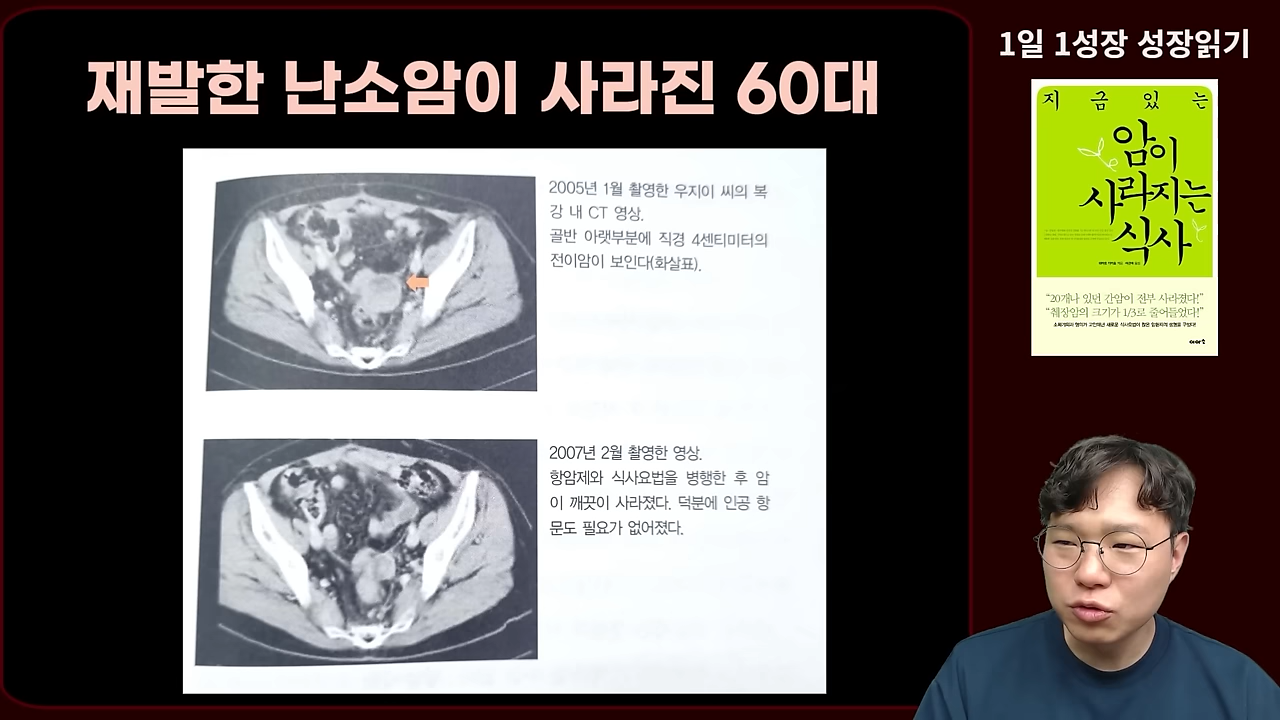 재발한 난소암이 사라진 60대
2005년 1월 촬영한 우지이 씨의 복
강 내 CT 영상.
골반 아랫부분에 직경 4센티미터의
전이암이 보인다(화살표).
2007년 2월 촬영한 영상.
항암제와 식사요법을 병행한 후 암
이 깨끗이 사라졌다. 덕분에 인공 항
문도 필요가 없어졌다.
1일 1성장 성장읽기
지금있는
암이
사라지는
식사
“20개나 있던 간암이 전부 사라졌다!”
“췌장암의 크기가 1/3로 줄어들었다!”